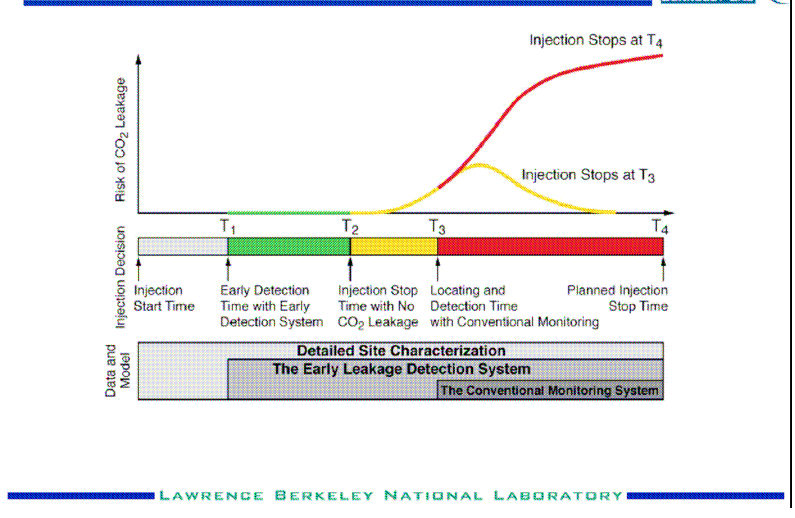 Injection Stops at T4
Risk of CO2 Leakage
Injection Stops at T3
T1
T2
T3
T4
Injection Decision
Injection
Start Time
Early Detection
Time with Early
Detection System
Injection Stop
Time with No
CO2 Leakage
Locating and
Detection Time
with Conventional Monitoring
Planned Injection
Stop Time
Data and
Model
Detailed Site Characterization
The Early Leakage Detection System
The Conventional Monitoring System
LAWRENCE BERKELEY NATIONAL LABORATORY